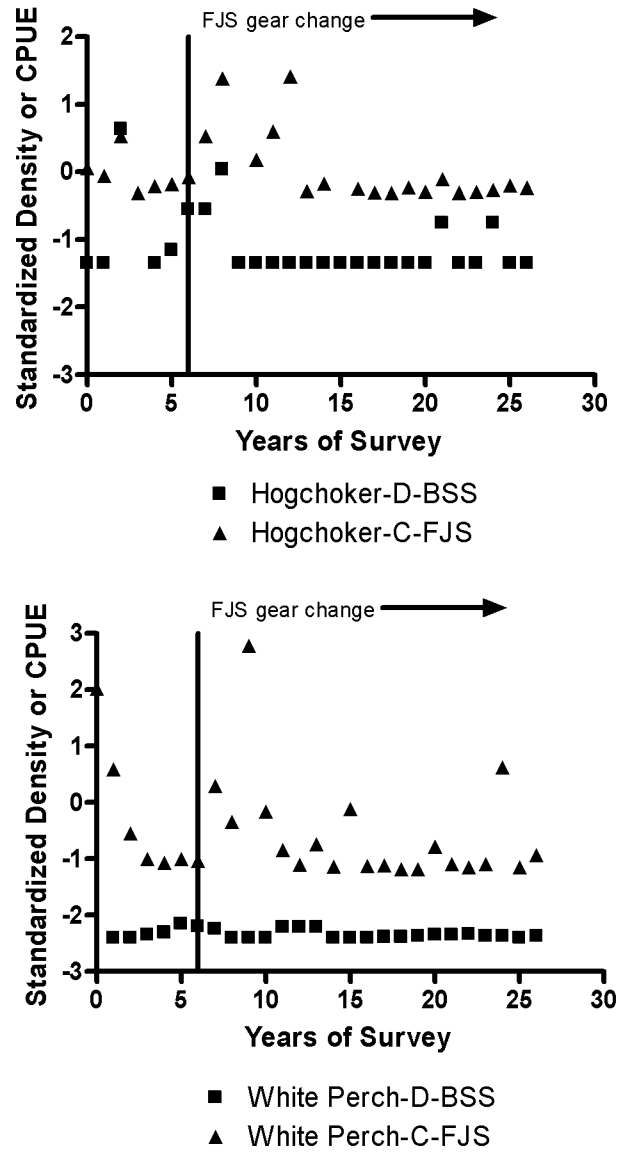 FJS gear change
Standardized Density or CPUE
2
1
0
-1
-2
-3
0
5
10
15
20
25
30
Years of Survey
Hogchoker-D-BSS
Hogchoker-C-FJS
FJS gear change
Standardized Density or CPUE
3
2
1
0
-1
-2
-3
0
5
10
15
20
25
30
Years of Survey
White Perch-D-BSS
White Perch-C-FJS